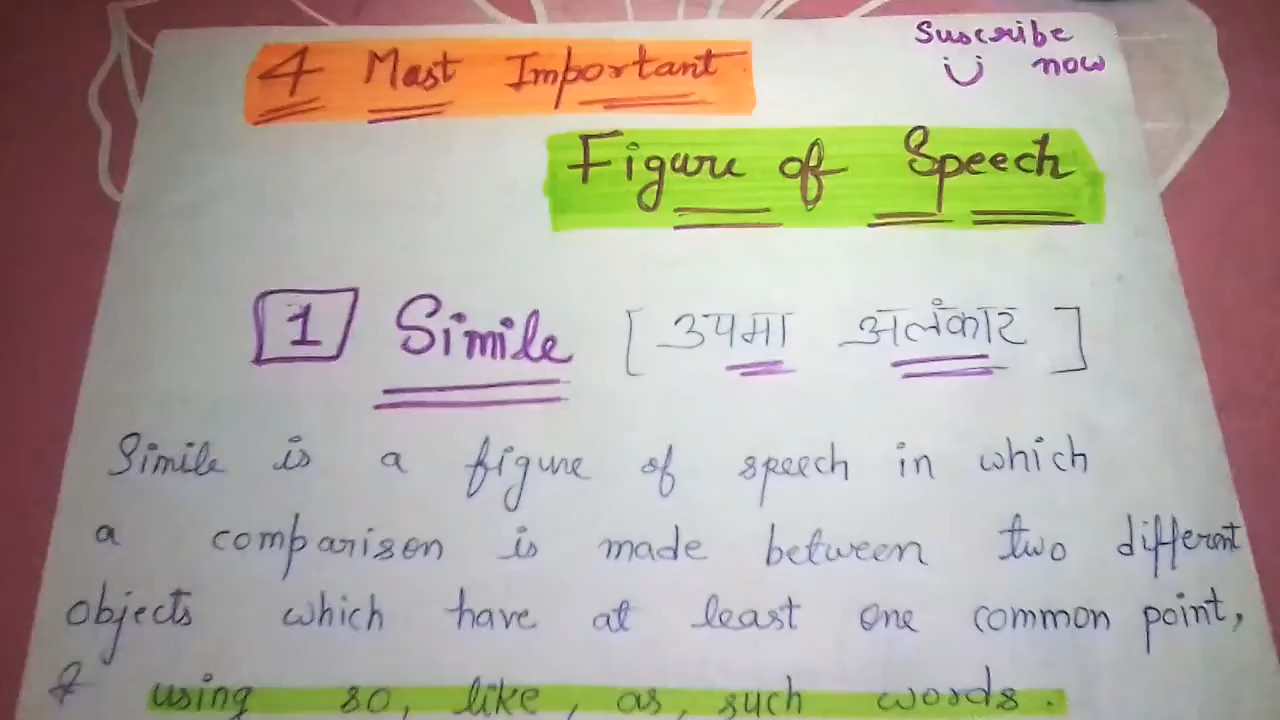 4 Mast Important
Suscribe
now
Figure of Speech
1 Simile [उपमा अलंकार]
Simile is a figure of speech in which
a comparison is made between two different
objects which have at least one common point,
& using so, like, as, such words.